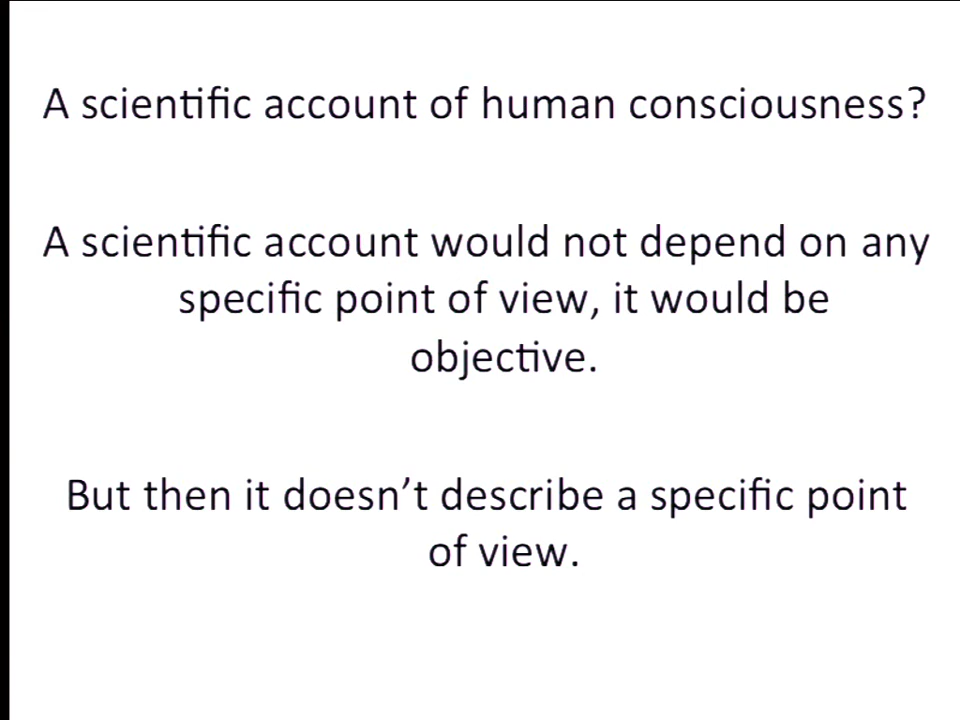 A scientific account of human consciousness?
A scientific account would not depend on any
specific point of view, it would be
objective.
But then it doesn’t describe a specific point
of view.